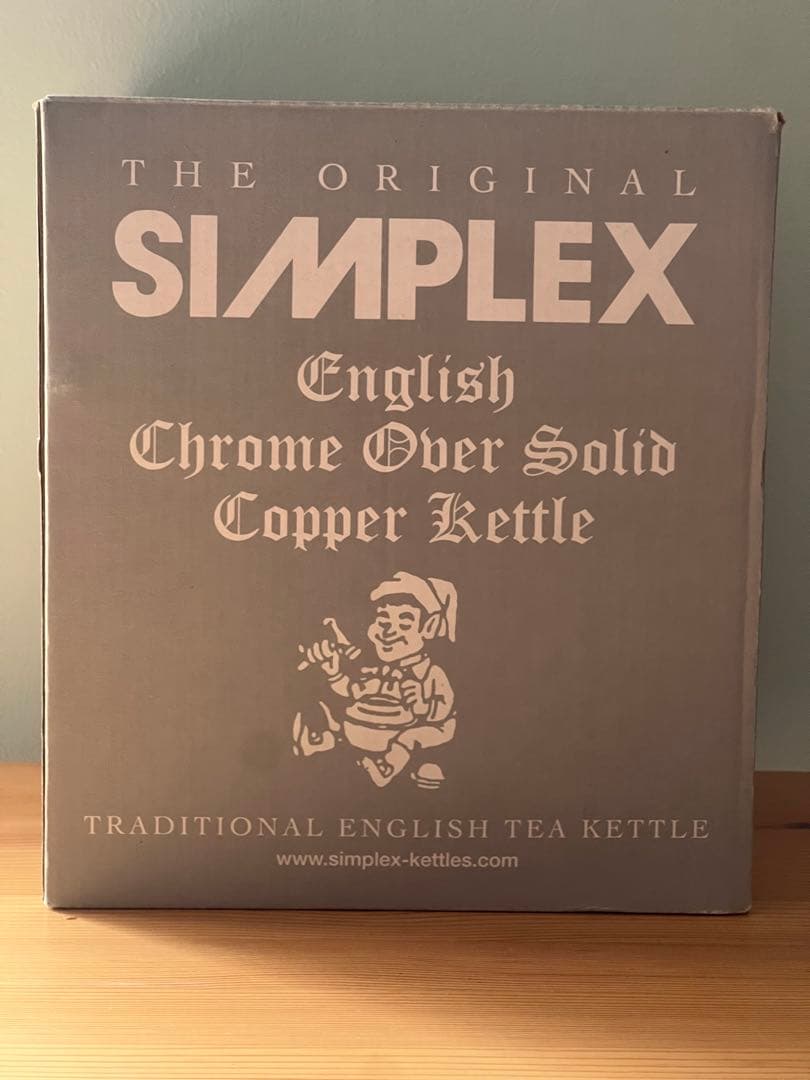 THE ORIGINAL
SIMPLEX
English
Chrome Over Solid
Copper Kettle
TRADITIONAL ENGLISH TEA KETTLE
www.simplex-kettles.com